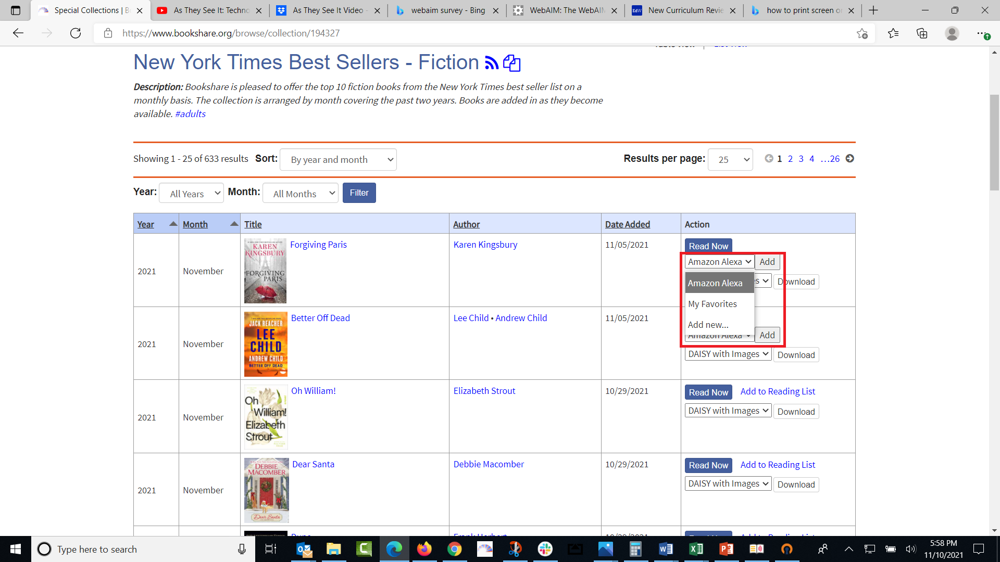 Special Collections | B
As They See It: Techno
As They See It Video -
webaim survey - Bing
WebAIM: The WebAIM
EdW
New Curriculum Revie
how to print screen o
https://www.bookshare.org/browse/collection/194327
New York Times Best Sellers - Fiction
Description: Bookshare is pleased to offer the top 10 fiction books from the New York Times best seller list on a
monthly basis. The collection is arranged by month covering the past two years. Books are added in as they become
available. #adults
Showing 1 - 25 of 633 results Sort: By year and month Results per page: 25 1 2 3 4 …26
Year: All Years Month: All Months Filter
Year Month Title Author Date Added Action
2021 November
KAREN
KINGSBURY
FORGIVING
PARIS
Forgiving Paris
Karen Kingsbury
11/05/2021
Read Now
Amazon Alexa Add
Amazon Alexa
My Favorites
Add new...
Download
2021 November
JACK REACHER
LEE
CHILD
ANDREW CHILD
BETTER OFF DEAD
Better Off Dead
Lee Child • Andrew Child
11/05/2021
Amazon Alexa Add
DAISY with Images Download
2021 November
Oh
William!
Elizabeth
Strout
Oh William!
Elizabeth Strout
10/29/2021
Read Now Add to Reading List
DAISY with Images Download
2021 November
DEBBIE
MACOMBER
Dear Santa
Dear Santa
Debbie Macomber
10/29/2021
Read Now Add to Reading List
DAISY with Images Download
Type here to search
5:58 PM
11/10/2021